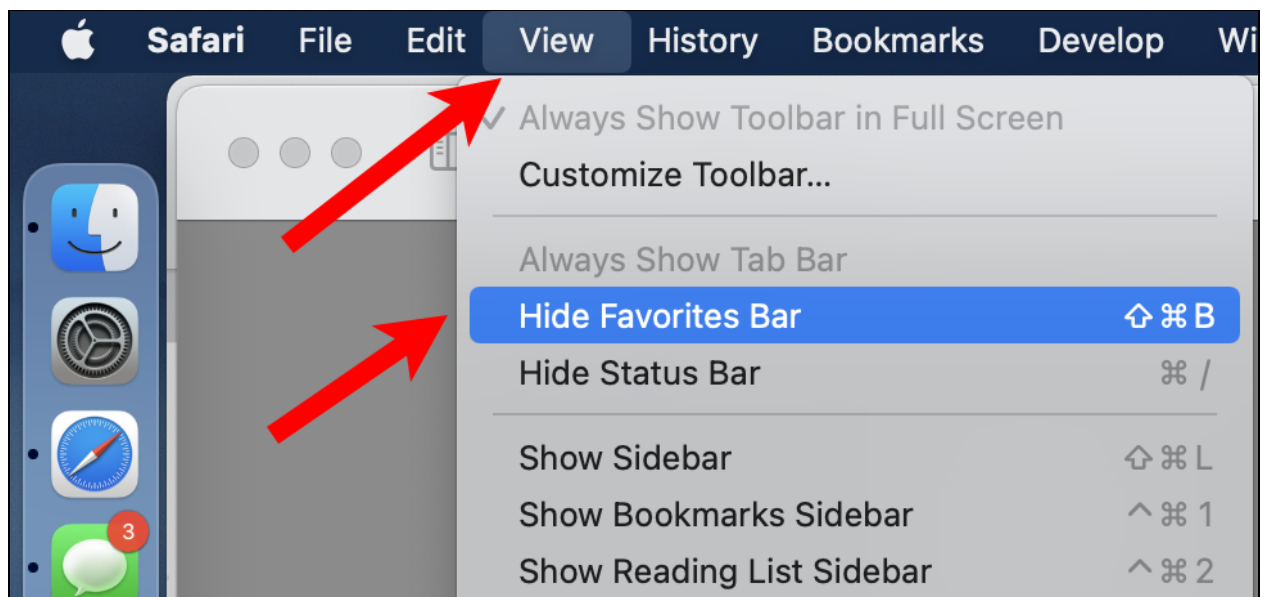 Safari File Edit View History Bookmarks Develop Wi
✓ Always Show Toolbar in Full Screen
Customize Toolbar...
Always Show Tab Bar
Hide Favorites Bar ⇧⌘B
Hide Status Bar ⌘/
Show Sidebar ⇧⌘L
Show Bookmarks Sidebar ^⌘1
3
Show Reading List Sidebar ^⌘2